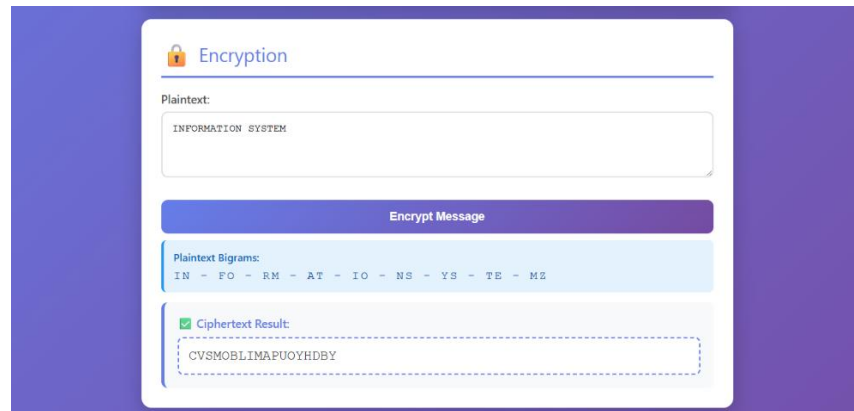 Encryption
Plaintext:
INFORMATION SYSTEM
Encrypt Message
Plaintext Bigrams:
IN - FO - RM - AT - IO - NS - YS - TE - MZ
Ciphertext Result:
CVSMOBLIMAPUOYHDBY